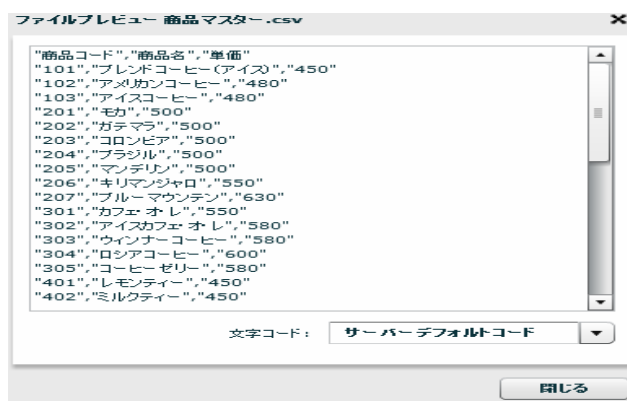 ファイルプレビュー 商品マスター.csv
"商品コード","商品名","単価"
"101","ブレンドコーヒー(アイス)","450"
"102","アメリカンコーヒー","480"
"103","アイスコーヒー","480"
"201","モカ","500"
"202","ガテマラ","500"
"203","コロンビア","500"
"204","ブラジル","500"
"205","マンデリン","500"
"206","キリマンジャロ","550"
"207","ブルーマウンテン","630"
"301","カフェ・オ・レ","550"
"302","アイスカフェ・オ・レ","580"
"303","ウィンナーコーヒー","580"
"304","ロシアコーヒー","600"
"305","コーヒーゼリー","580"
"401","レモンティー","450"
"402","ミルクティー","450"
文字コード: サーバーデフォルトコード
閉じる